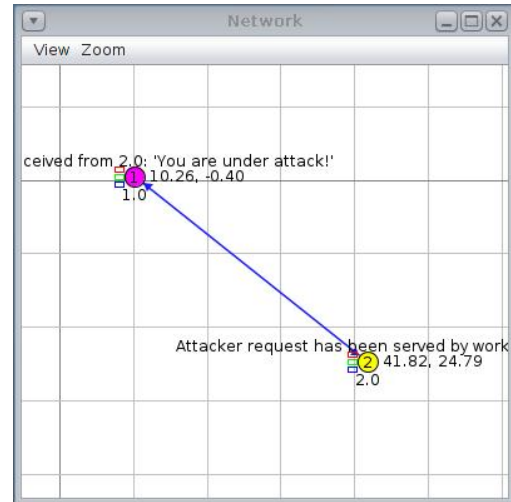 Network
View Zoom
ceived from 2.0: 'You are under attack!'
1 10.26, -0.40
1.0
Attacker request has been served by work
2 41.82, 24.79
2.0